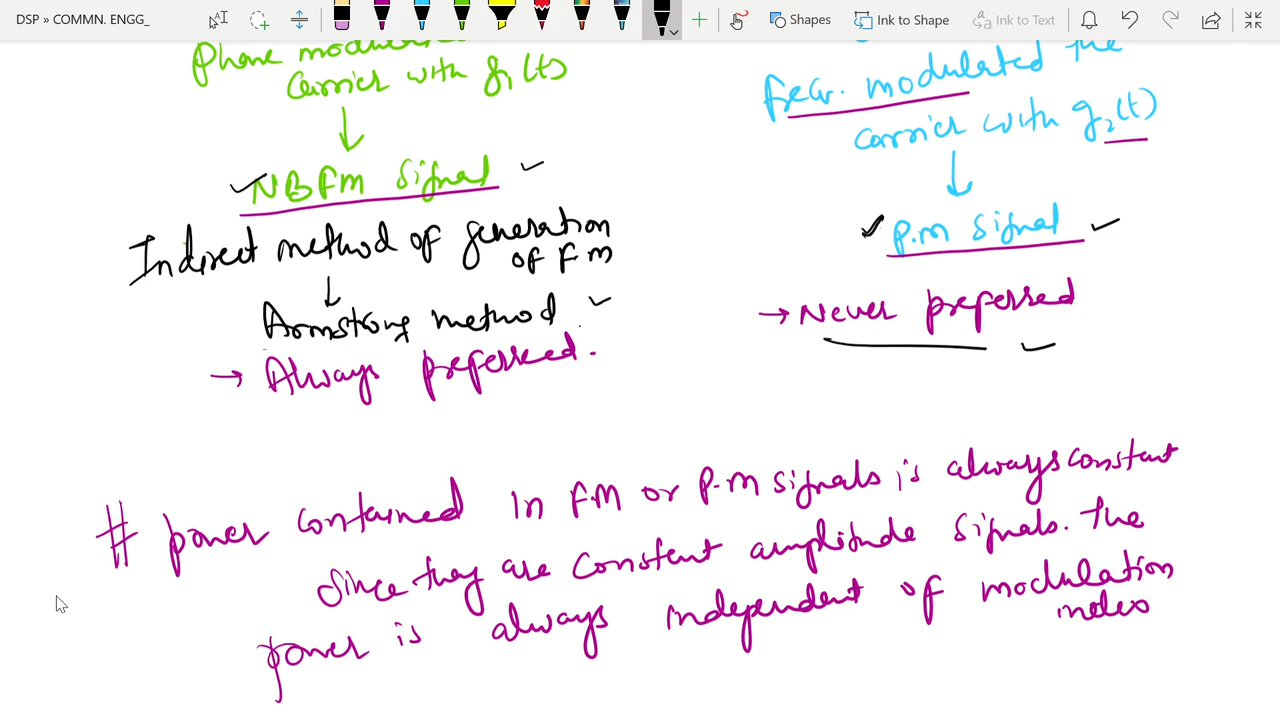 DSP » COMMN. ENGG_
Shapes
Ink to Shape
Ink to Text
Phase modulated
Carrier with g1(t)
NBFM Signal
Indirect method of generation
of FM
Armstrong method
→ Always preferred.
freq. modulated the
carrier with g2(t)
P.M Signal
→ Never preferred
# power contained in F.M or P.M signals is always constant
Since they are constant amplitude signals. The
power is always independent of modulation
index